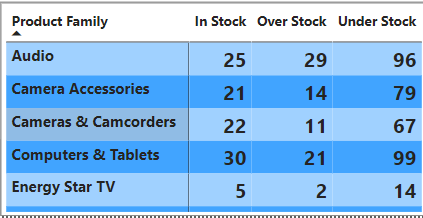 Product Family In Stock Over Stock Under Stock
Audio 25 29 96
Camera Accessories 21 14 79
Cameras & Camcorders 22 11 67
Computers & Tablets 30 21 99
Energy Star TV 5 2 14